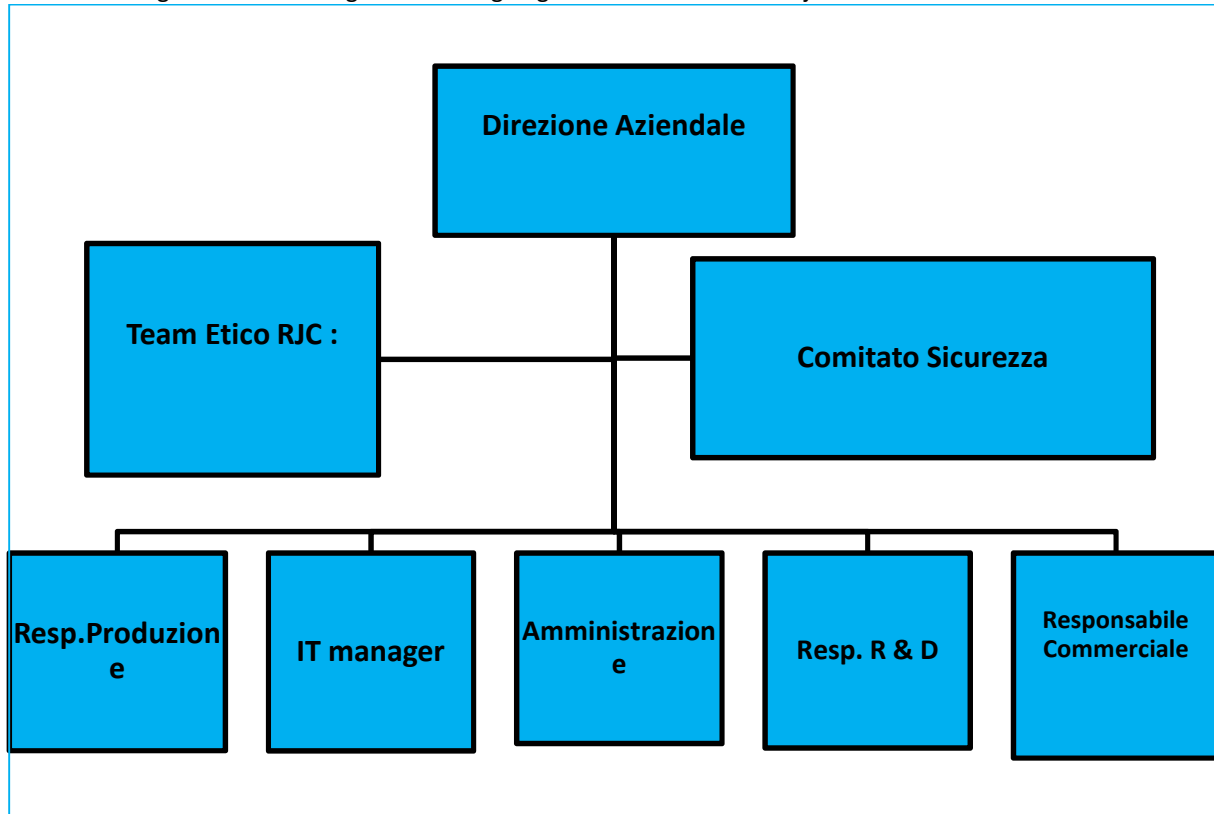 Direzione Aziendale
Team Etico RJC :
Comitato Sicurezza
Resp.Produzion
e
IT manager
Amministrazion
e
Resp. R & D
Responsabile
Commerciale